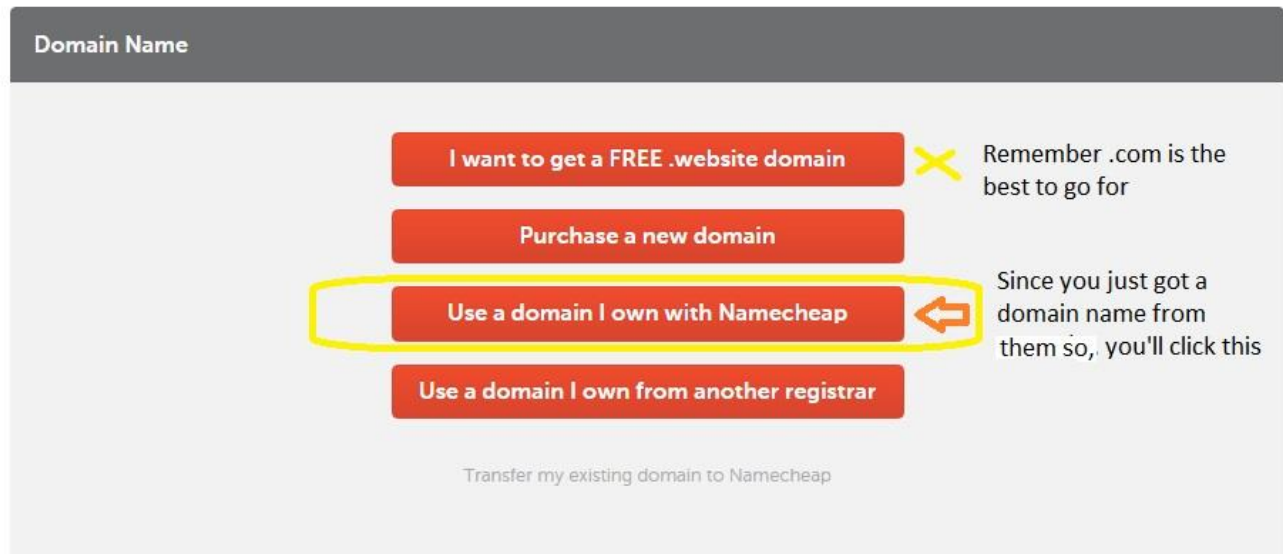 Domain Name
I want to get a FREE .website domain
Remember .com is the
best to go for
Purchase a new domain
Use a domain I own with Namecheap
Since you just got a
domain name from
them so, you'll click this
Use a domain I own from another registrar
Transfer my existing domain to Namecheap